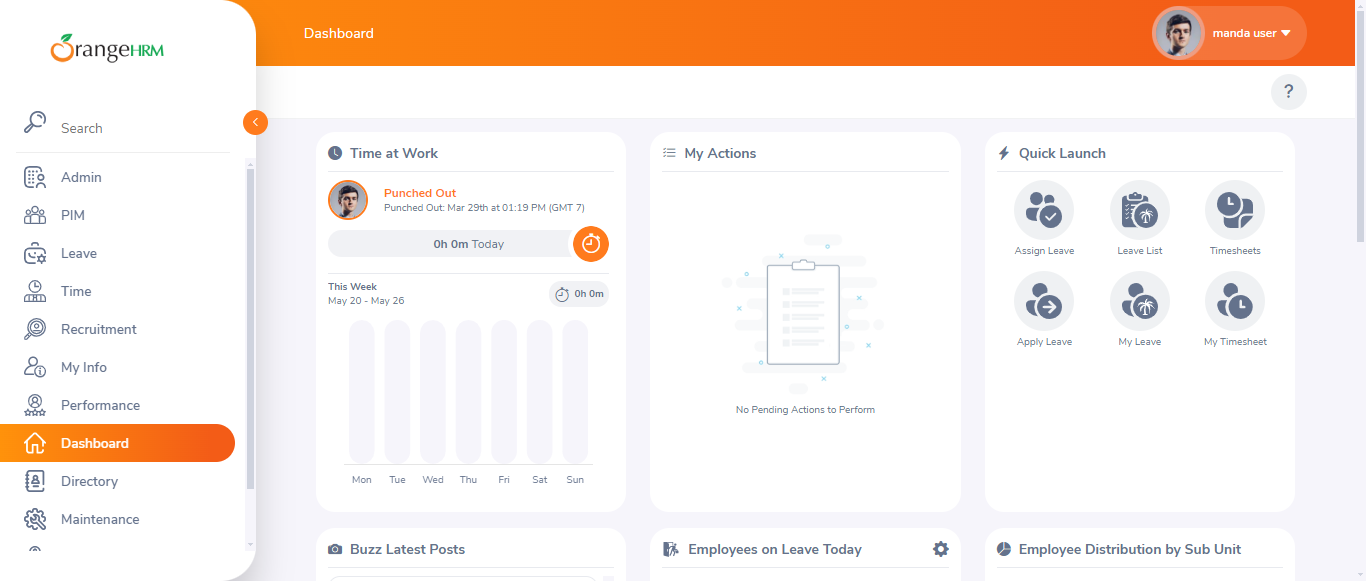 OrangeHRM
Dashboard
manda user
?
Search
Admin
PIM
Leave
Time
Recruitment
My Info
Performance
Dashboard
Directory
Maintenance
Time at Work
Punched Out
Punched Out: Mar 29th at 01:19 PM (GMT 7)
0h 0m Today
This Week
May 20 - May 26
0h 0m
Mon Tue Wed Thu Fri Sat Sun
My Actions
No Pending Actions to Perform
Quick Launch
Assign Leave Leave List Timesheets
Apply Leave My Leave My Timesheet
Buzz Latest Posts
Employees on Leave Today
Employee Distribution by Sub Unit